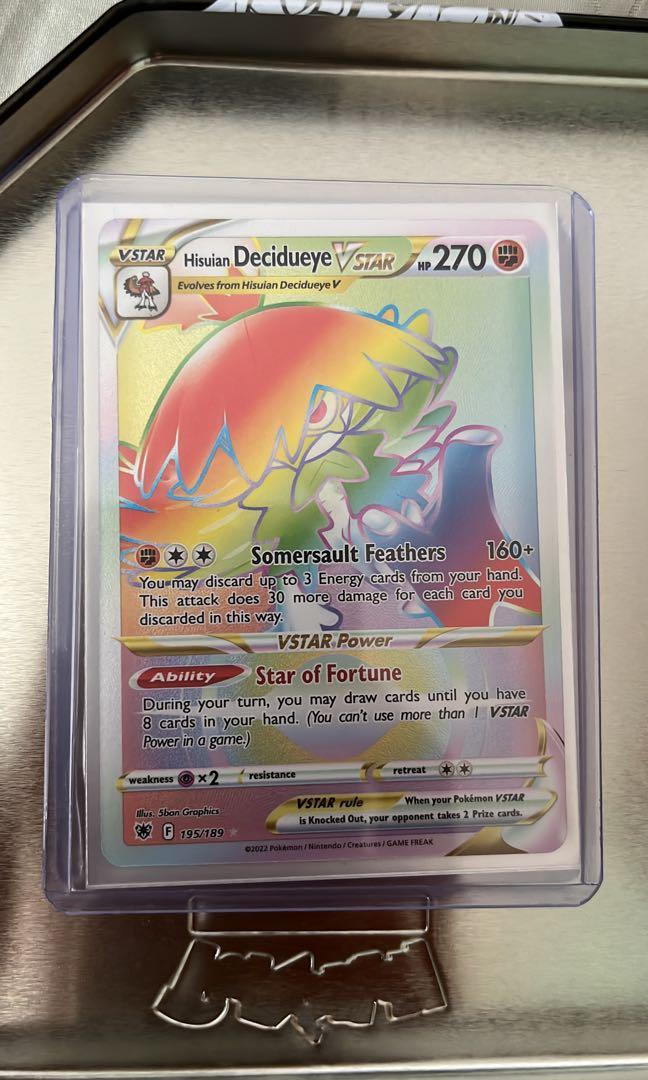 VSTAR
Hisuian Decidueye VSTAR HP 270
Evolves from Hisuian Decidueye V
Somersault Feathers 160+
You may discard up to 3 Energy cards from your hand.
This attack does 30 more damage for each card you
discarded in this way.
VSTAR Power
Ability Star of Fortune
During your turn, you may draw cards until you have
8 cards in your hand. (You can't use more than 1 VSTAR
Power in a game.)
weakness ×2 resistance retreat
VSTAR rule When your Pokémon VSTAR
is Knocked Out, your opponent takes 2 Prize cards.
Illus. 5ban Graphics
F 195/189
©2022 Pokémon / Nintendo / Creatures / GAME FREAK